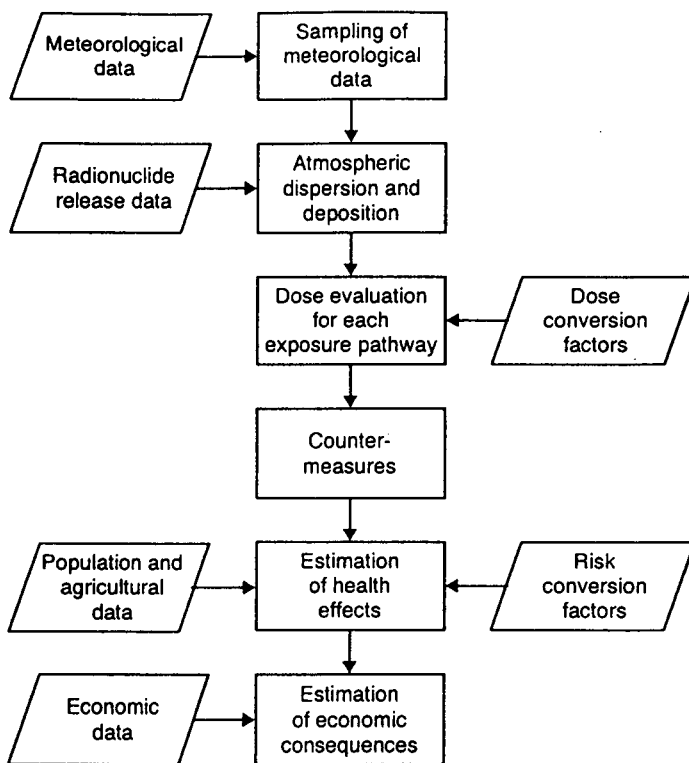 Meteorological
data
Sampling of
meteorological
data
Radionuclide
release data
Atmospheric
dispersion and
deposition
Dose evaluation
for each
exposure pathway
Dose
conversion
factors
Counter-
measures
Population and
agricultural
data
Estimation
of health
effects
Risk
conversion
factors
Economic
data
Estimation
of economic
consequences